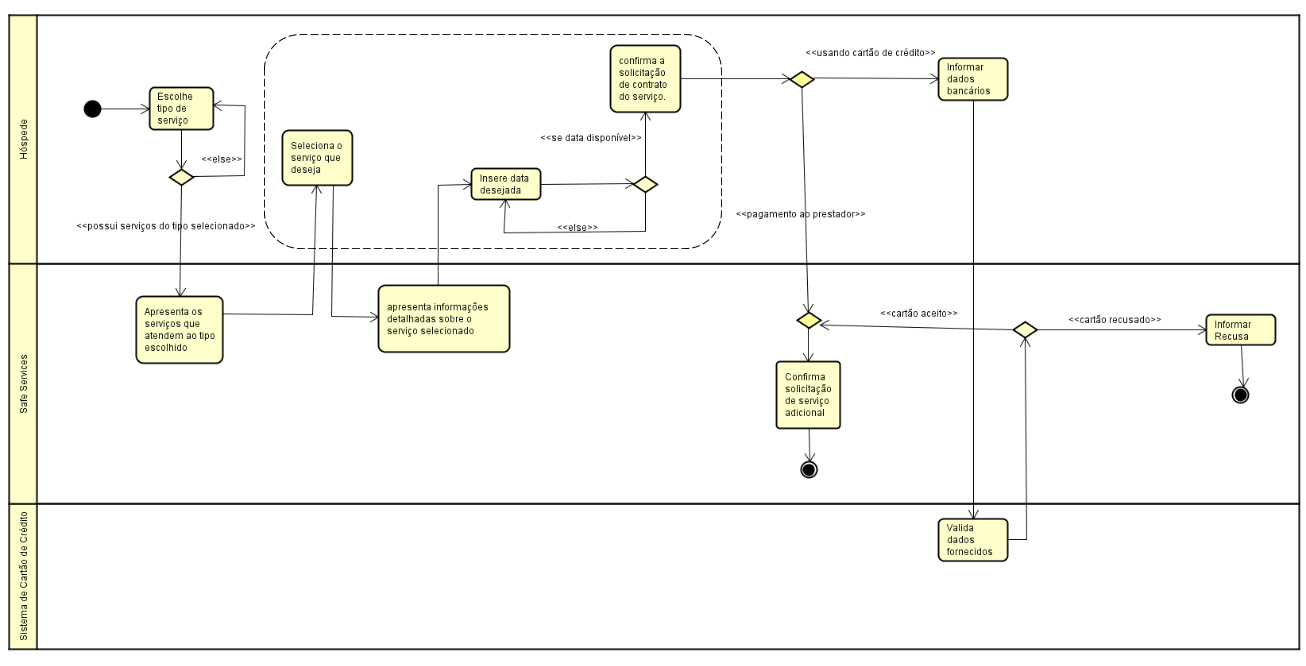 Hóspede
Escolhe
tipo de
serviço
<<else>>
<<possui serviços do tipo selecionado>>
Seleciona o
serviço que
deseja
Insere data
desejada
<<else>>
<<se data disponível>>
confirma a
solicitação
de contrato
do serviço.
<<usando cartão de crédito>>
Informar
dados
bancários
<<pagamento ao prestador>>
Safe Services
Apresenta os
serviços que
atendem ao tipo
escolhido
apresenta informações
detalhadas sobre o
serviço selecionado
<<cartão aceito>>
<<cartão recusado>>
Informar
Recusa
Confirma
solicitação
de serviço
adicional
Sistema de Cartão de Crédito
Valida
dados
fornecidos